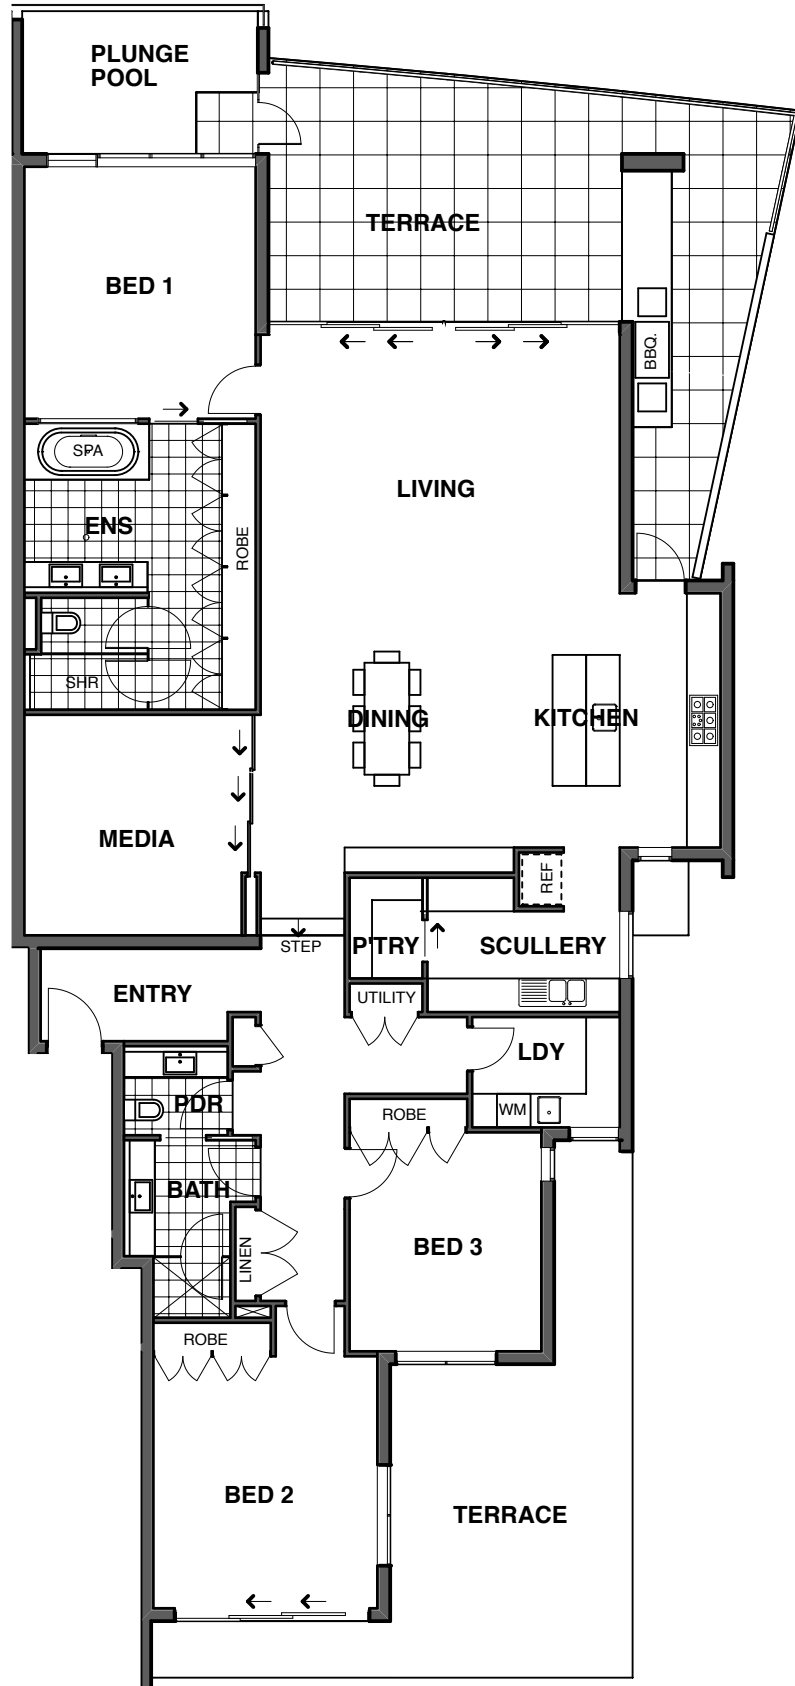 PLUNGE
POOL
TERRACE
BED 1
BBQ.
SPA
LIVING
ENS
ROBE
SHR
DINING
KITCHEN
MEDIA
REF
STEP
P'TRY
SCULLERY
ENTRY
UTILITY
LDY
PDR
ROBE
WM
BATH
LINEN
BED 3
ROBE
BED 2
TERRACE